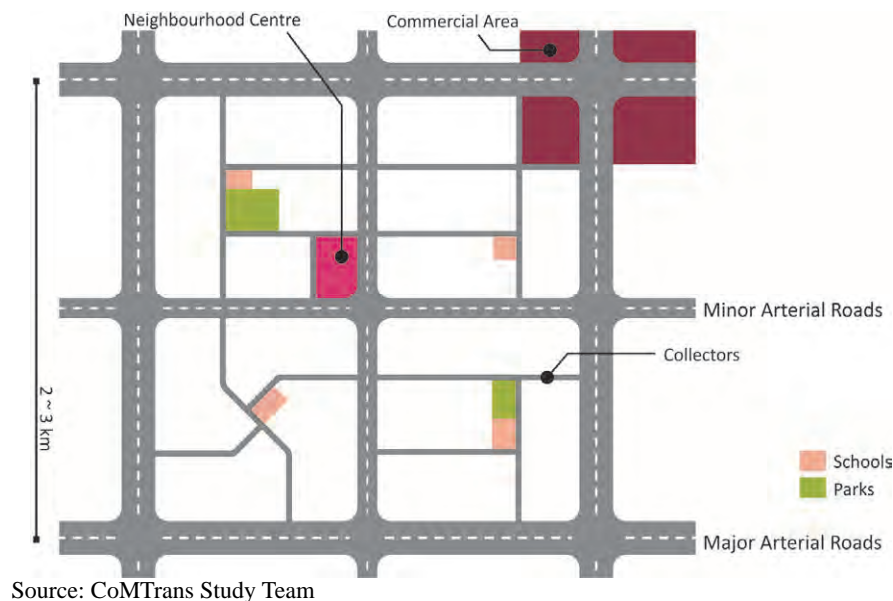 Neighbourhood Centre
Commercial Area
Minor Arterial Roads
Collectors
2 ~ 3 km
Schools
Parks
Major Arterial Roads
Source: CoMTrans Study Team